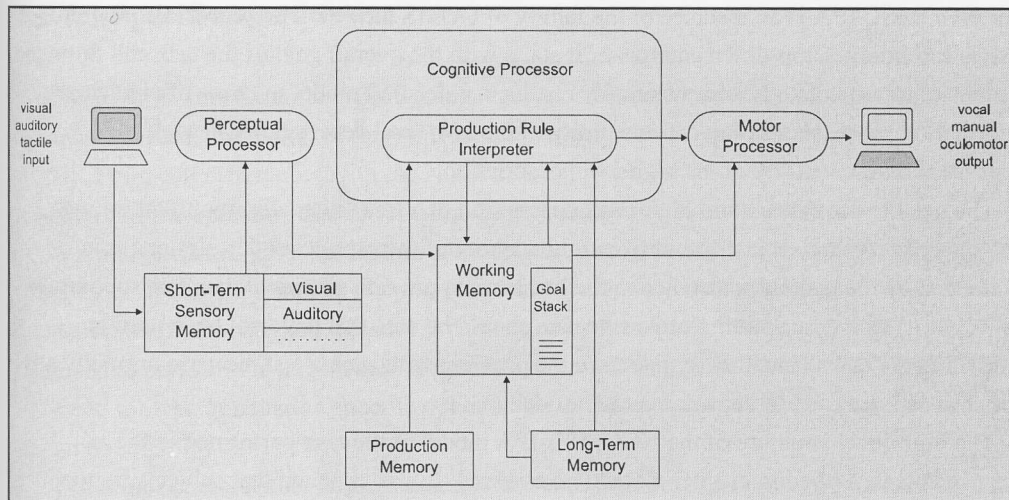 Cognitive Processor
visual
auditory
tactile
input
Perceptual
Processor
Production Rule
Interpreter
Motor
Processor
vocal
manual
oculomotor
output
Short-Term
Sensory
Memory
Visual
Auditory
Working
Memory
Goal
Stack
Production
Memory
Long-Term
Memory